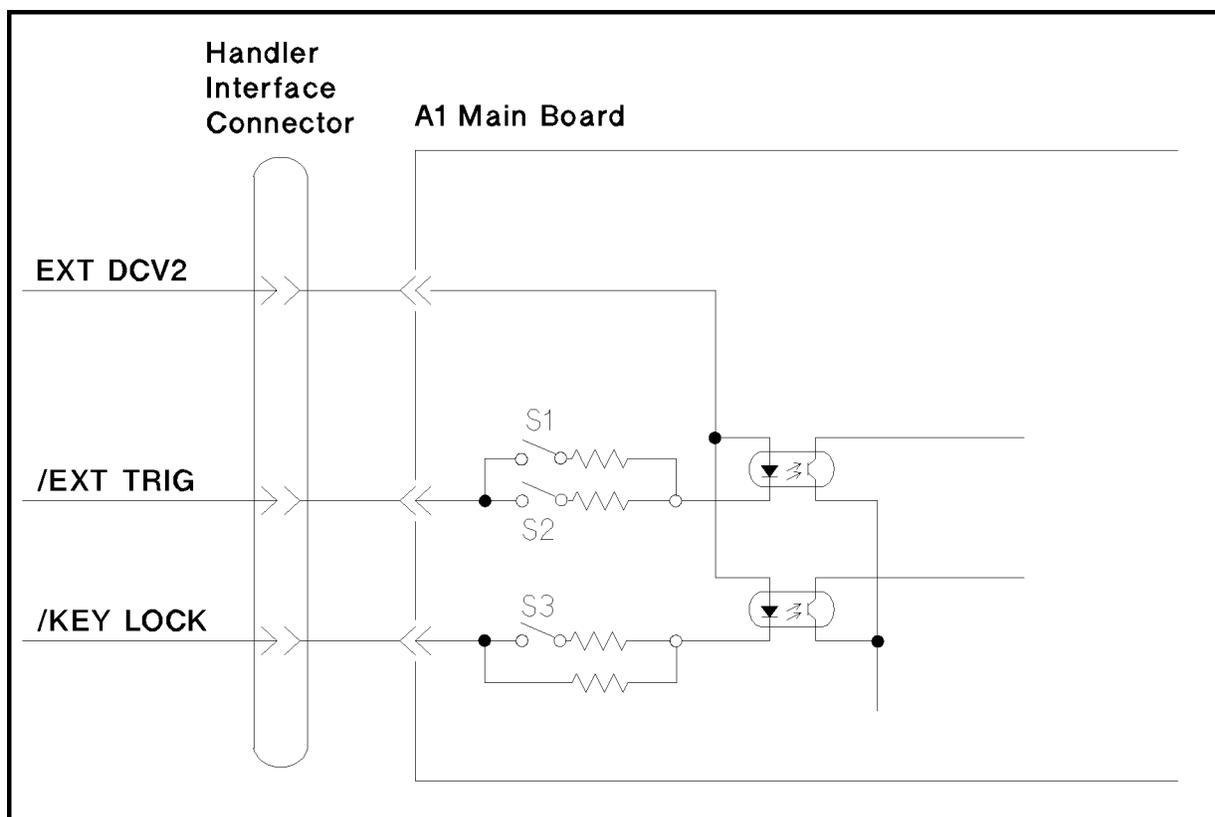 Handler
Interface
Connector
A1 Main Board
EXT DCV2
S1
/EXT TRIG
S2
S3
/KEY LOCK